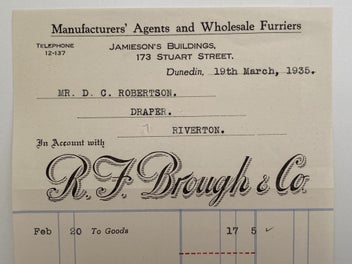 Manufacturers' Agents and Wholesale Furriers
TELEPHONE
12-137
JAMIESON'S BUILDINGS,
173 STUART STREET.
Dunedin, 19th March, 1935.
MR. D. C. ROBERTSON.
DRAPER.
RIVERTON.
In Account with
R. F. Brough & Co.
Feb 20 To Goods 17 5